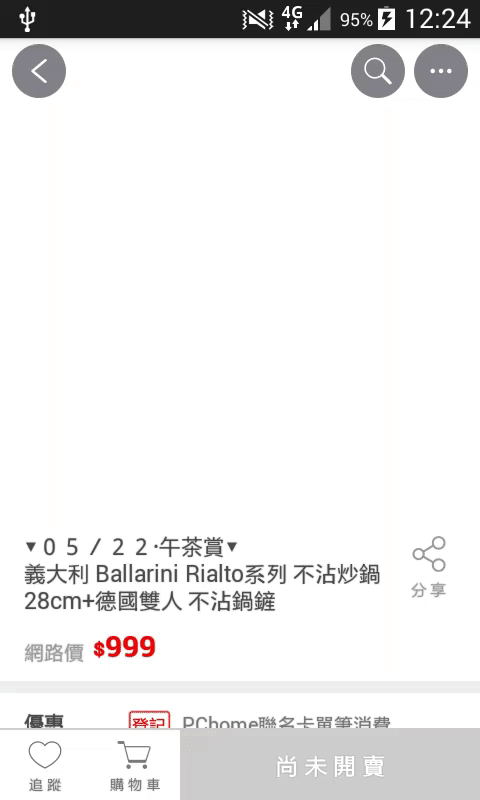 4G 95% 12:24
▼０５/２２‧午茶賞▼
義大利 Ballarini Rialto系列 不沾炒鍋
28cm+德國雙人 不沾鍋鏟
分享
網路價 $999
優惠 登記 PChome聯名卡單筆消費
追蹤 購物車 尚未開賣